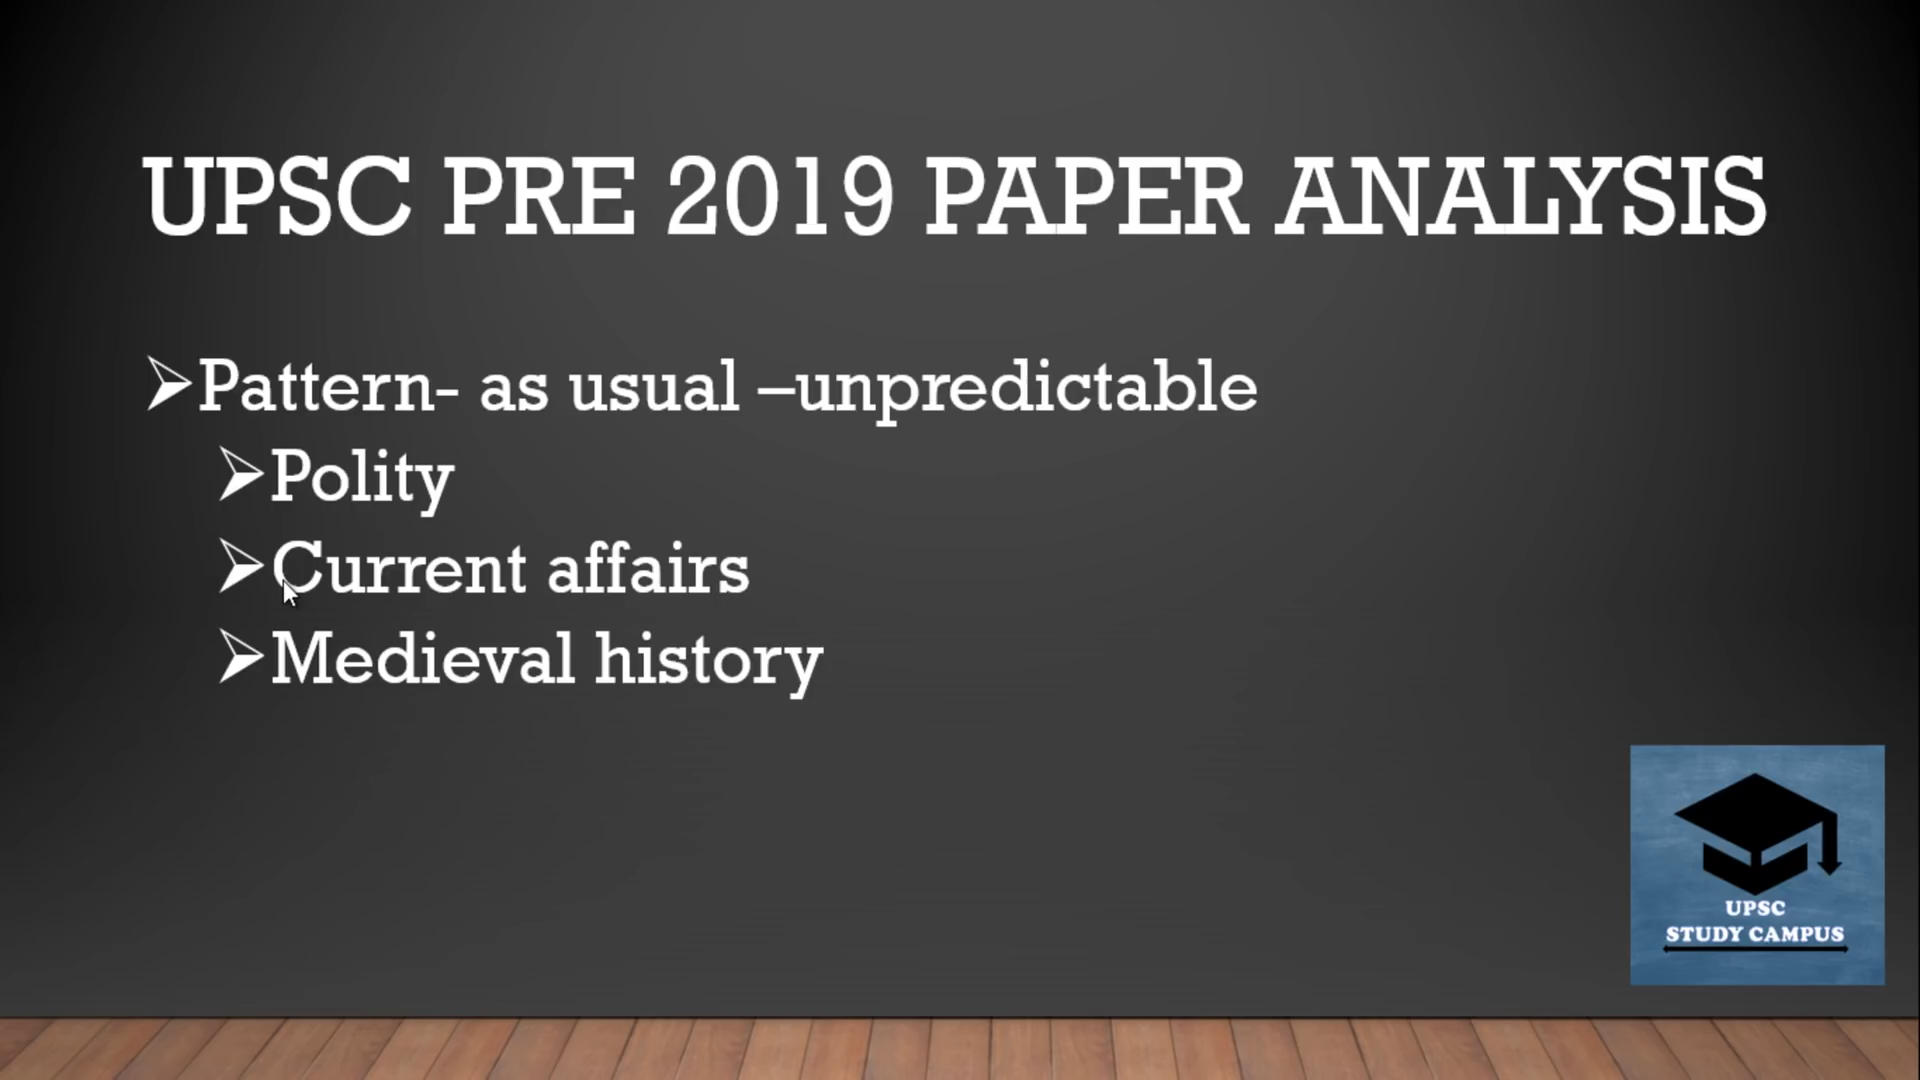 UPSC PRE 2019 PAPER ANALYSIS
Pattern- as usual –unpredictable
Polity
Current affairs
Medieval history
UPSC
STUDY CAMPUS